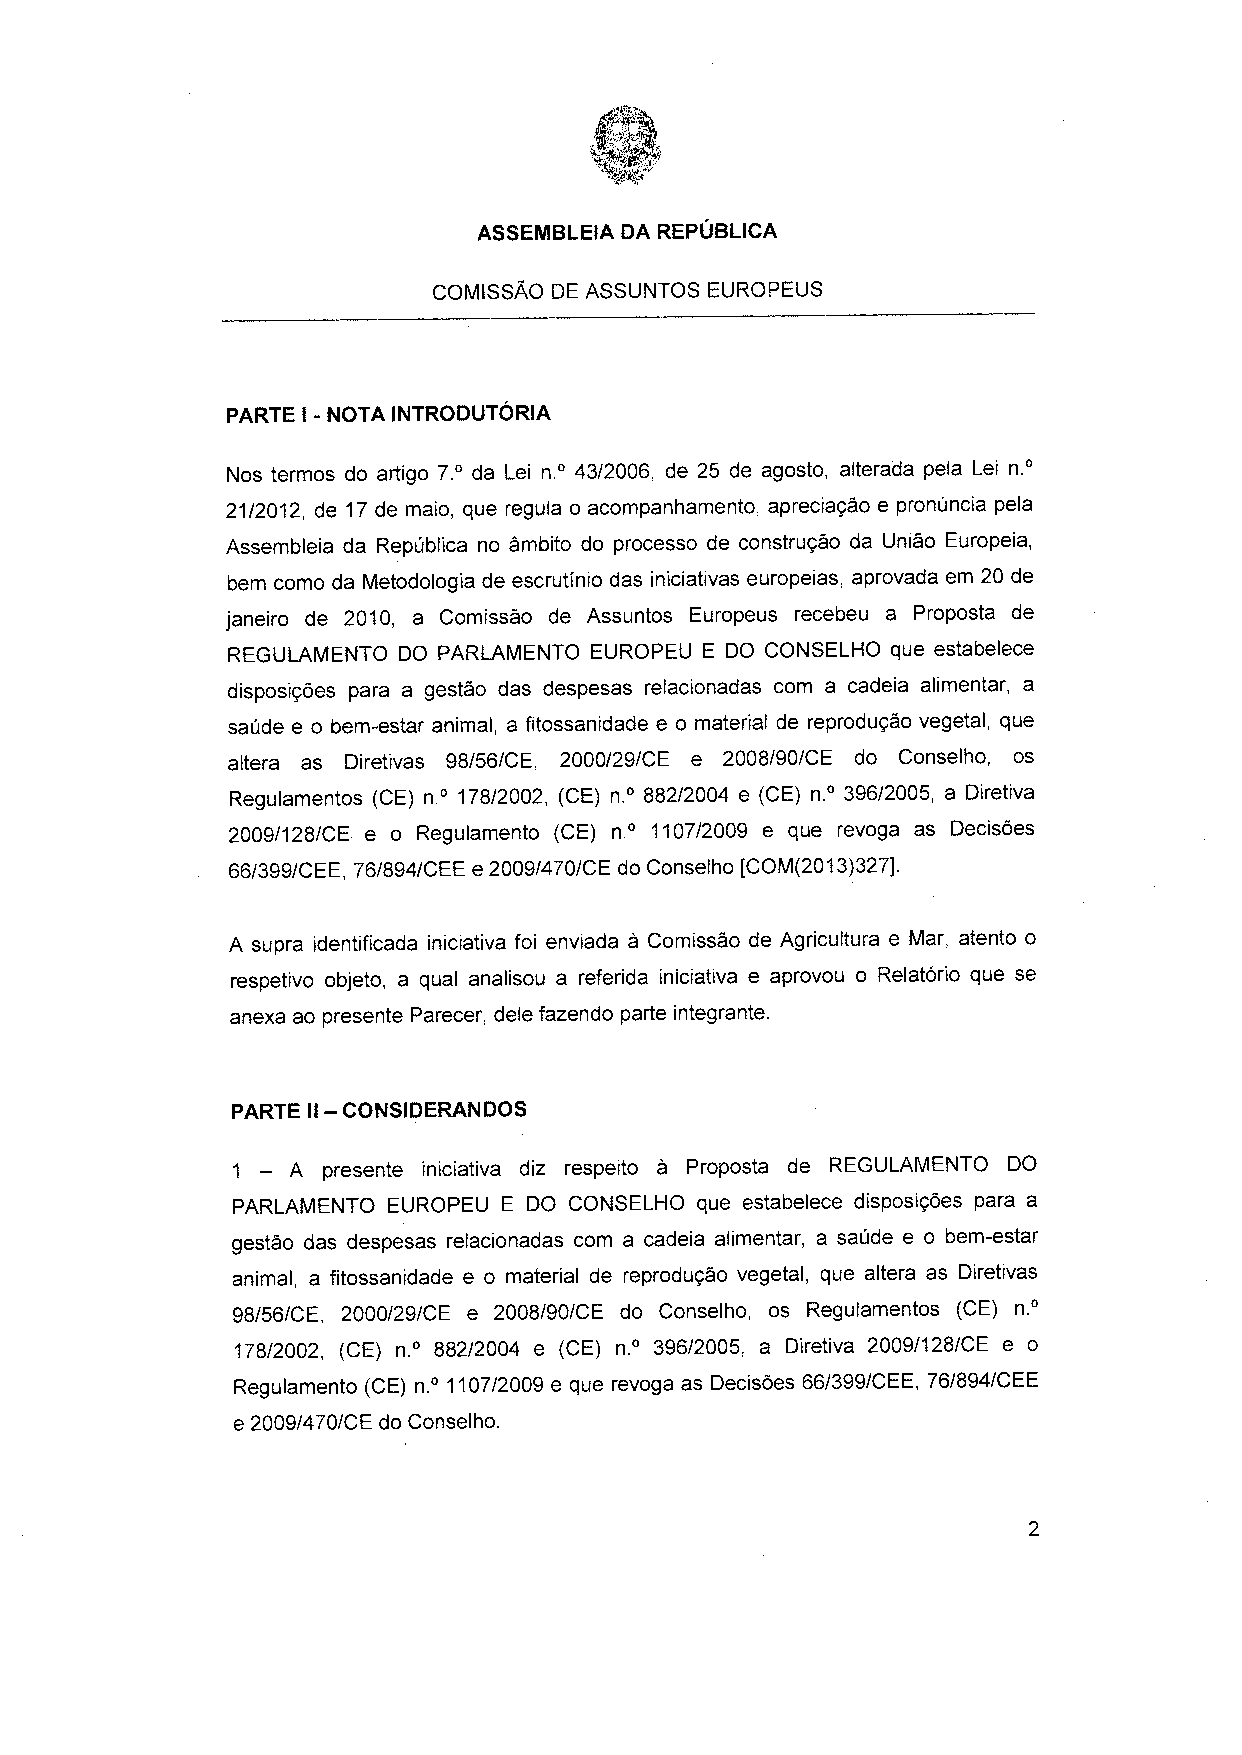 ASSEMBLEIA DA REPÚBLICA
COMISSÃO DE ASSUNTOS EUROPEUS
PARTE I - NOTA INTRODUTÓRIA
Nos termos do artigo 7.º da Lei n.º 43/2006, de 25 de agosto, alterada pela Lei n.º
21/2012, de 17 de maio, que regula o acompanhamento, apreciação e pronúncia pela
Assembleia da República no âmbito do processo de construção da União Europeia,
bem como da Metodologia de escrutínio das iniciativas europeias, aprovada em 20 de
janeiro de 2010, a Comissão de Assuntos Europeus recebeu a Proposta de
REGULAMENTO DO PARLAMENTO EUROPEU E DO CONSELHO que estabelece
disposições para a gestão das despesas relacionadas com a cadeia alimentar, a
saúde e o bem-estar animal, a fitossanidade e o material de reprodução vegetal, que
altera as Diretivas 98/56/CE, 2000/29/CE e 2008/90/CE do Conselho, os
Regulamentos (CE) n.º 178/2002, (CE) n.º 882/2004 e (CE) n.º 396/2005, a Diretiva
2009/128/CE e o Regulamento (CE) n.º 1107/2009 e que revoga as Decisões
66/399/CEE, 76/894/CEE e 2009/470/CE do Conselho [COM(2013)327].
A supra identificada iniciativa foi enviada à Comissão de Agricultura e Mar, atento o
respetivo objeto, a qual analisou a referida iniciativa e aprovou o Relatório que se
anexa ao presente Parecer, dele fazendo parte integrante.
PARTE II – CONSIDERANDOS
1 – A presente iniciativa diz respeito à Proposta de REGULAMENTO DO
PARLAMENTO EUROPEU E DO CONSELHO que estabelece disposições para a
gestão das despesas relacionadas com a cadeia alimentar, a saúde e o bem-estar
animal, a fitossanidade e o material de reprodução vegetal, que altera as Diretivas
98/56/CE, 2000/29/CE e 2008/90/CE do Conselho, os Regulamentos (CE) n.º
178/2002, (CE) n.º 882/2004 e (CE) n.º 396/2005, a Diretiva 2009/128/CE e o
Regulamento (CE) n.º 1107/2009 e que revoga as Decisões 66/399/CEE, 76/894/CEE
e 2009/470/CE do Conselho.
2